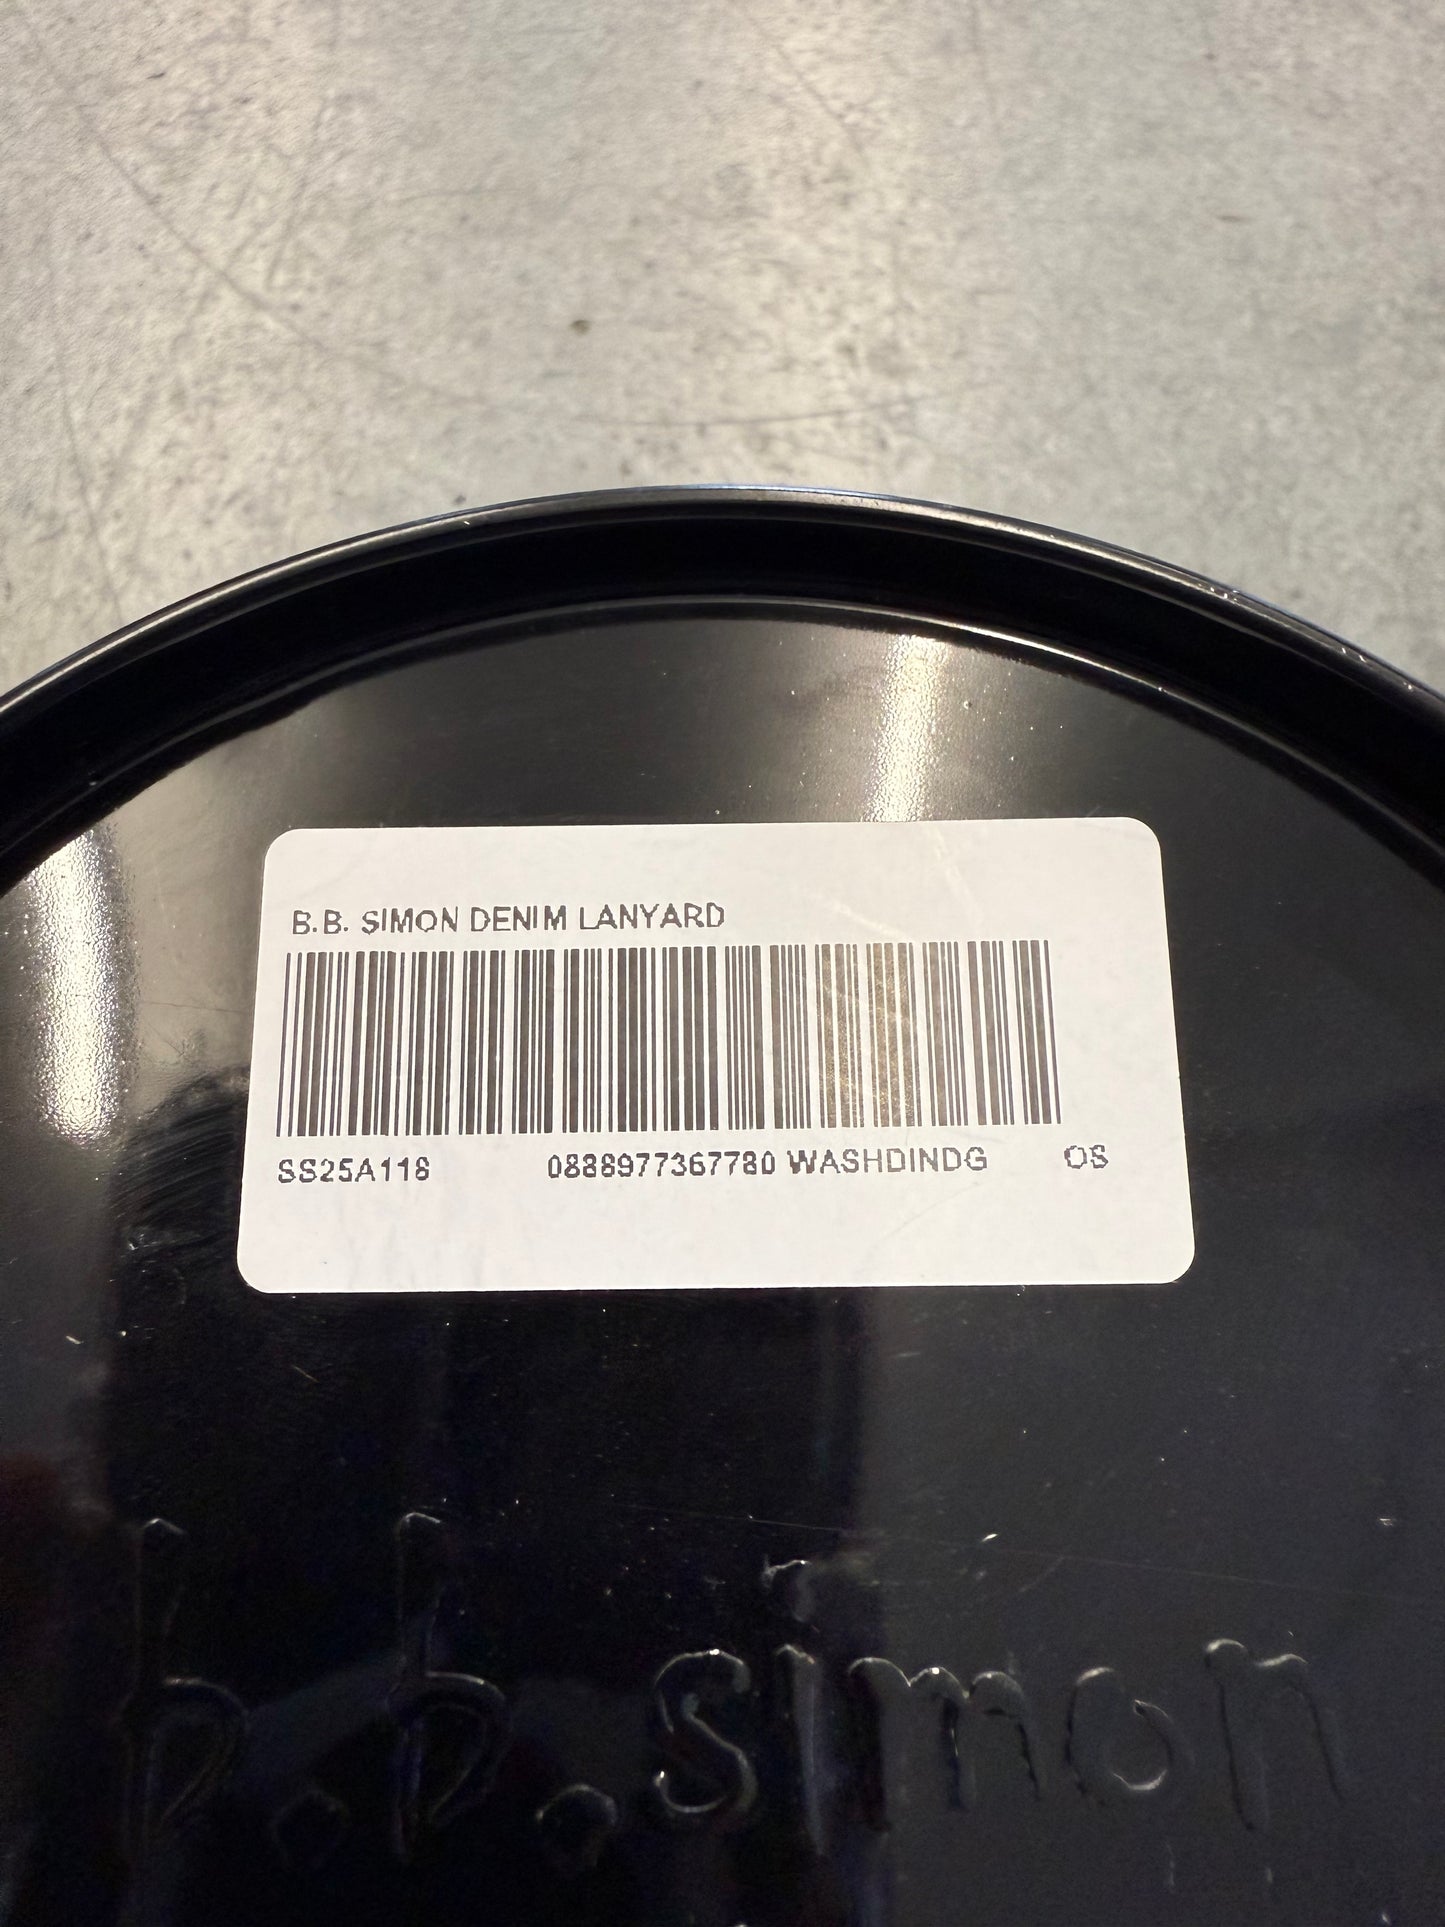 B.B. SIMON DENIM LANYARD
SS25A118 0888977367780 WASHDINDG OS
b.b.simon